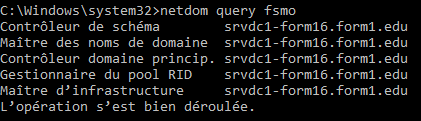 C:\Windows\system32>netdom query fsmo
Contrôleur de schéma        srvdc1-form16.form1.edu
Maître des noms de domaine  srvdc1-form16.form1.edu
Contrôleur domaine princip. srvdc1-form16.form1.edu
Gestionnaire du pool RID    srvdc1-form16.form1.edu
Maître d’infrastructure     srvdc1-form16.form1.edu
L’opération s’est bien déroulée.